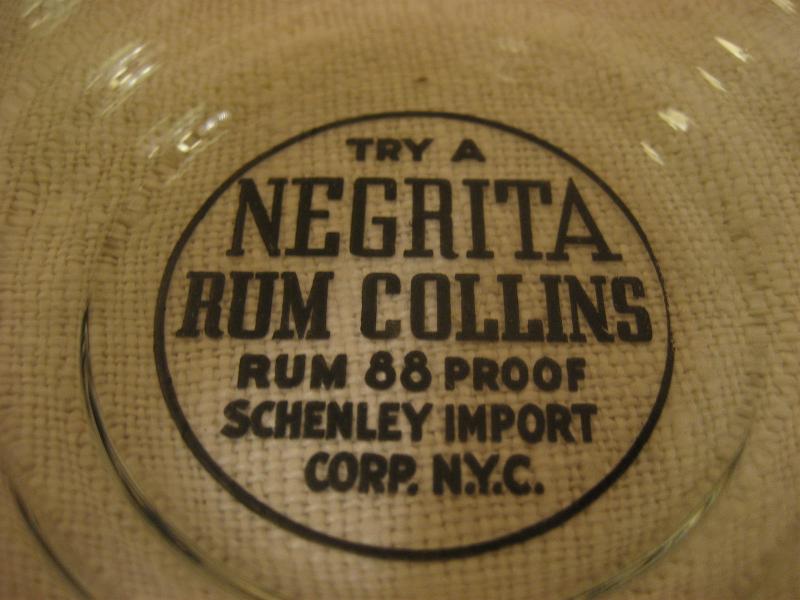 TRY A
NEGRITA
RUM COLLINS
RUM 88 PROOF
SCHENLEY IMPORT
CORP. N.Y.C.